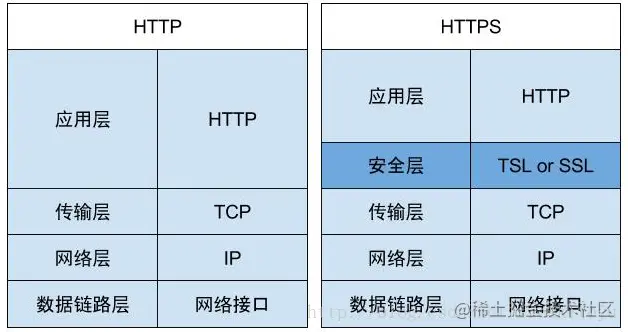 HTTP
应用层 HTTP
传输层 TCP
网络层 IP
数据链路层 网络接口
HTTPS
应用层 HTTP
安全层 TSL or SSL
传输层 TCP
网络层 IP
数据链路层 网络接口
@稀土掘金技术社区